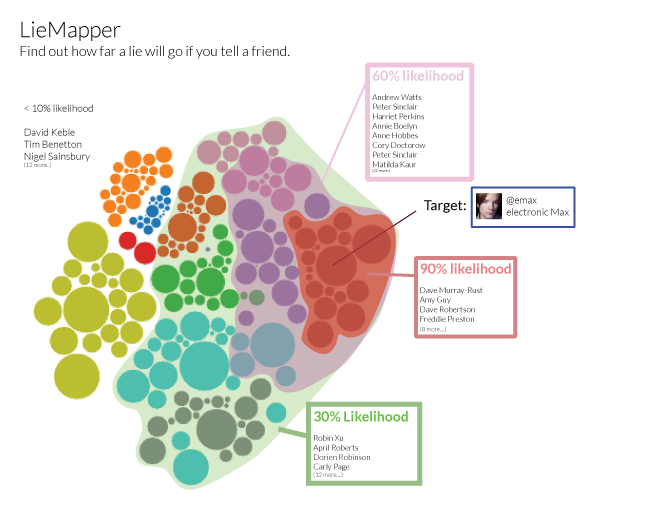 LieMapper
Find out how far a lie will go if you tell a friend.
60% likelihood
Andrew Watts
Peter Sinclair
Harriet Perkins
Annie Boelyn
Anne Hobbes
Cory Doctorow
Peter Sinclair
Matilda Kaur
(22 more..)
< 10% likelihood
David Keble
Tim Benetton
Nigel Sainsbury
(12 more..)
Target:
@emax
electronic Max
90% likelihood
Dave Murray-Rust
Amy Guy
Dave Robertson
Freddie Preston
(8 more...)
30% Likelihood
Robin Xu
April Roberts
Dorien Robinson
Carly Page
(12 more...)